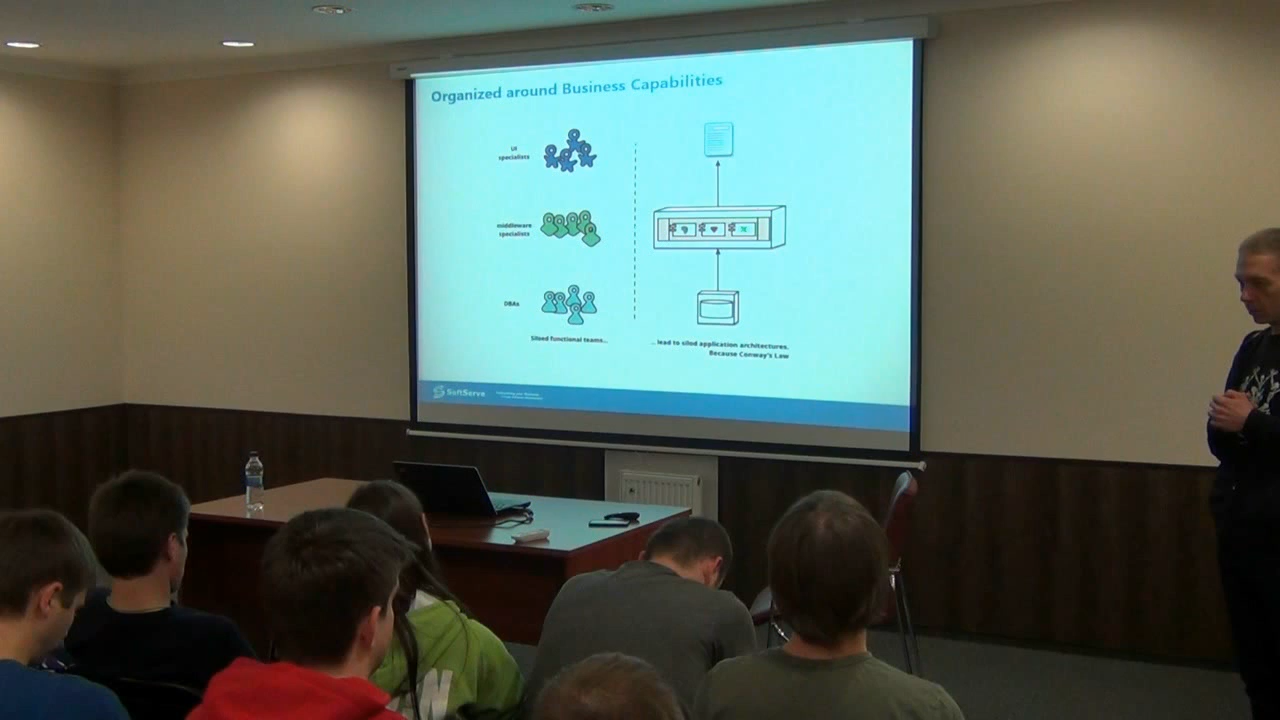 Organized around Business Capabilities
UI
specialists
middleware
specialists
DBAs
Siloed functional teams...
... lead to silod application architectures.
Because Conway's Law
SoftServe
N